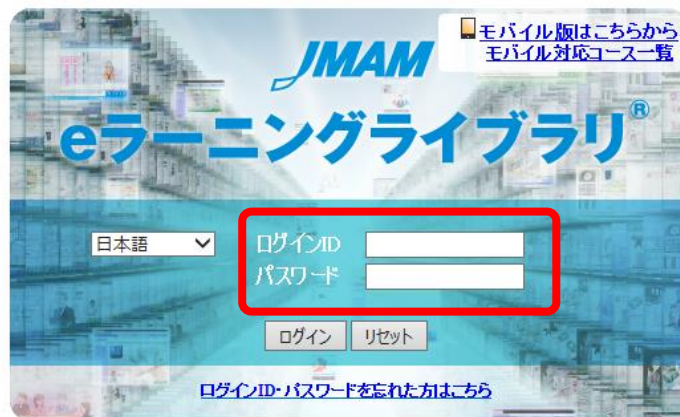 モバイル版はこちらから
モバイル対応コース一覧
JMAM
eラーニングライブラリ®
日本語
ログインID
パスワード
ログイン リセット
ログインID・パスワードを忘れた方はこちら